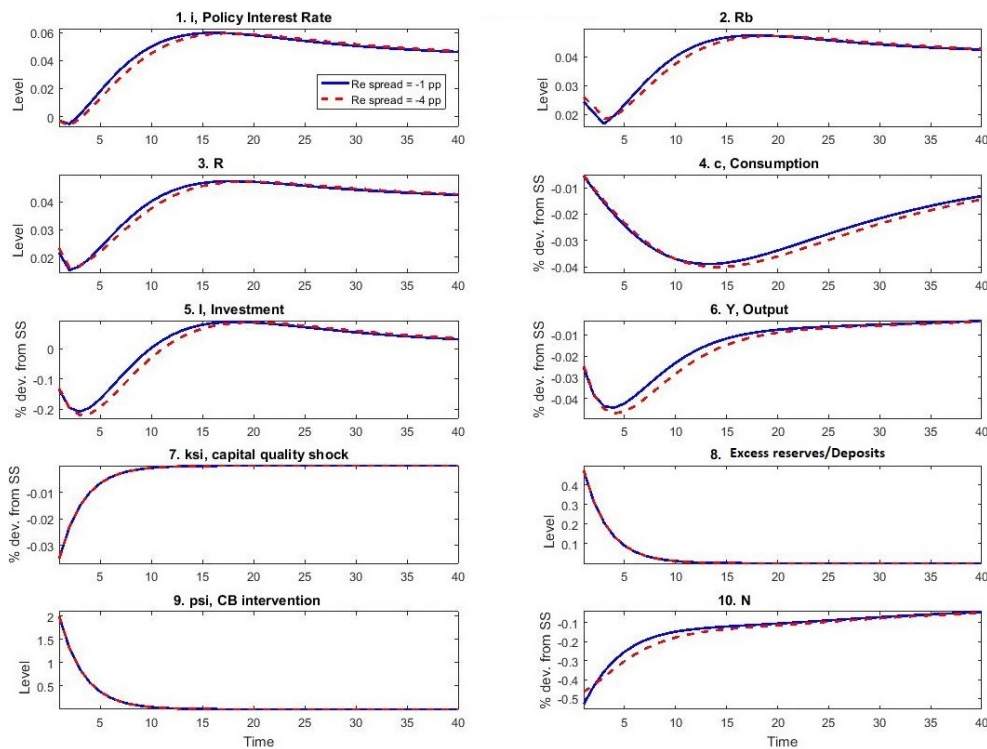 1. i, Policy Interest Rate
0.06
0.04
0.02
0
Level
Re spread = -1 pp
Re spread = -4 pp
5 10 15 20 25 30 35 40
2. Rb
0.04
0.02
Level
5 10 15 20 25 30 35 40
3. R
0.04
0.02
Level
5 10 15 20 25 30 35 40
4. c, Consumption
-0.01
-0.02
-0.03
-0.04
% dev. from SS
5 10 15 20 25 30 35 40
5. I, Investment
0
-0.1
-0.2
% dev. from SS
5 10 15 20 25 30 35 40
6. Y, Output
-0.01
-0.02
-0.03
-0.04
% dev. from SS
5 10 15 20 25 30 35 40
7. ksi, capital quality shock
-0.01
-0.02
-0.03
% dev. from SS
5 10 15 20 25 30 35 40
8. Excess reserves/Deposits
0.4
0.3
0.2
0.1
Level
5 10 15 20 25 30 35 40
9. psi, CB intervention
2
1.5
1
0.5
Level
5 10 15 20 25 30 35 40
Time
10. N
-0.1
-0.2
-0.3
-0.4
-0.5
% dev. from SS
5 10 15 20 25 30 35 40
Time